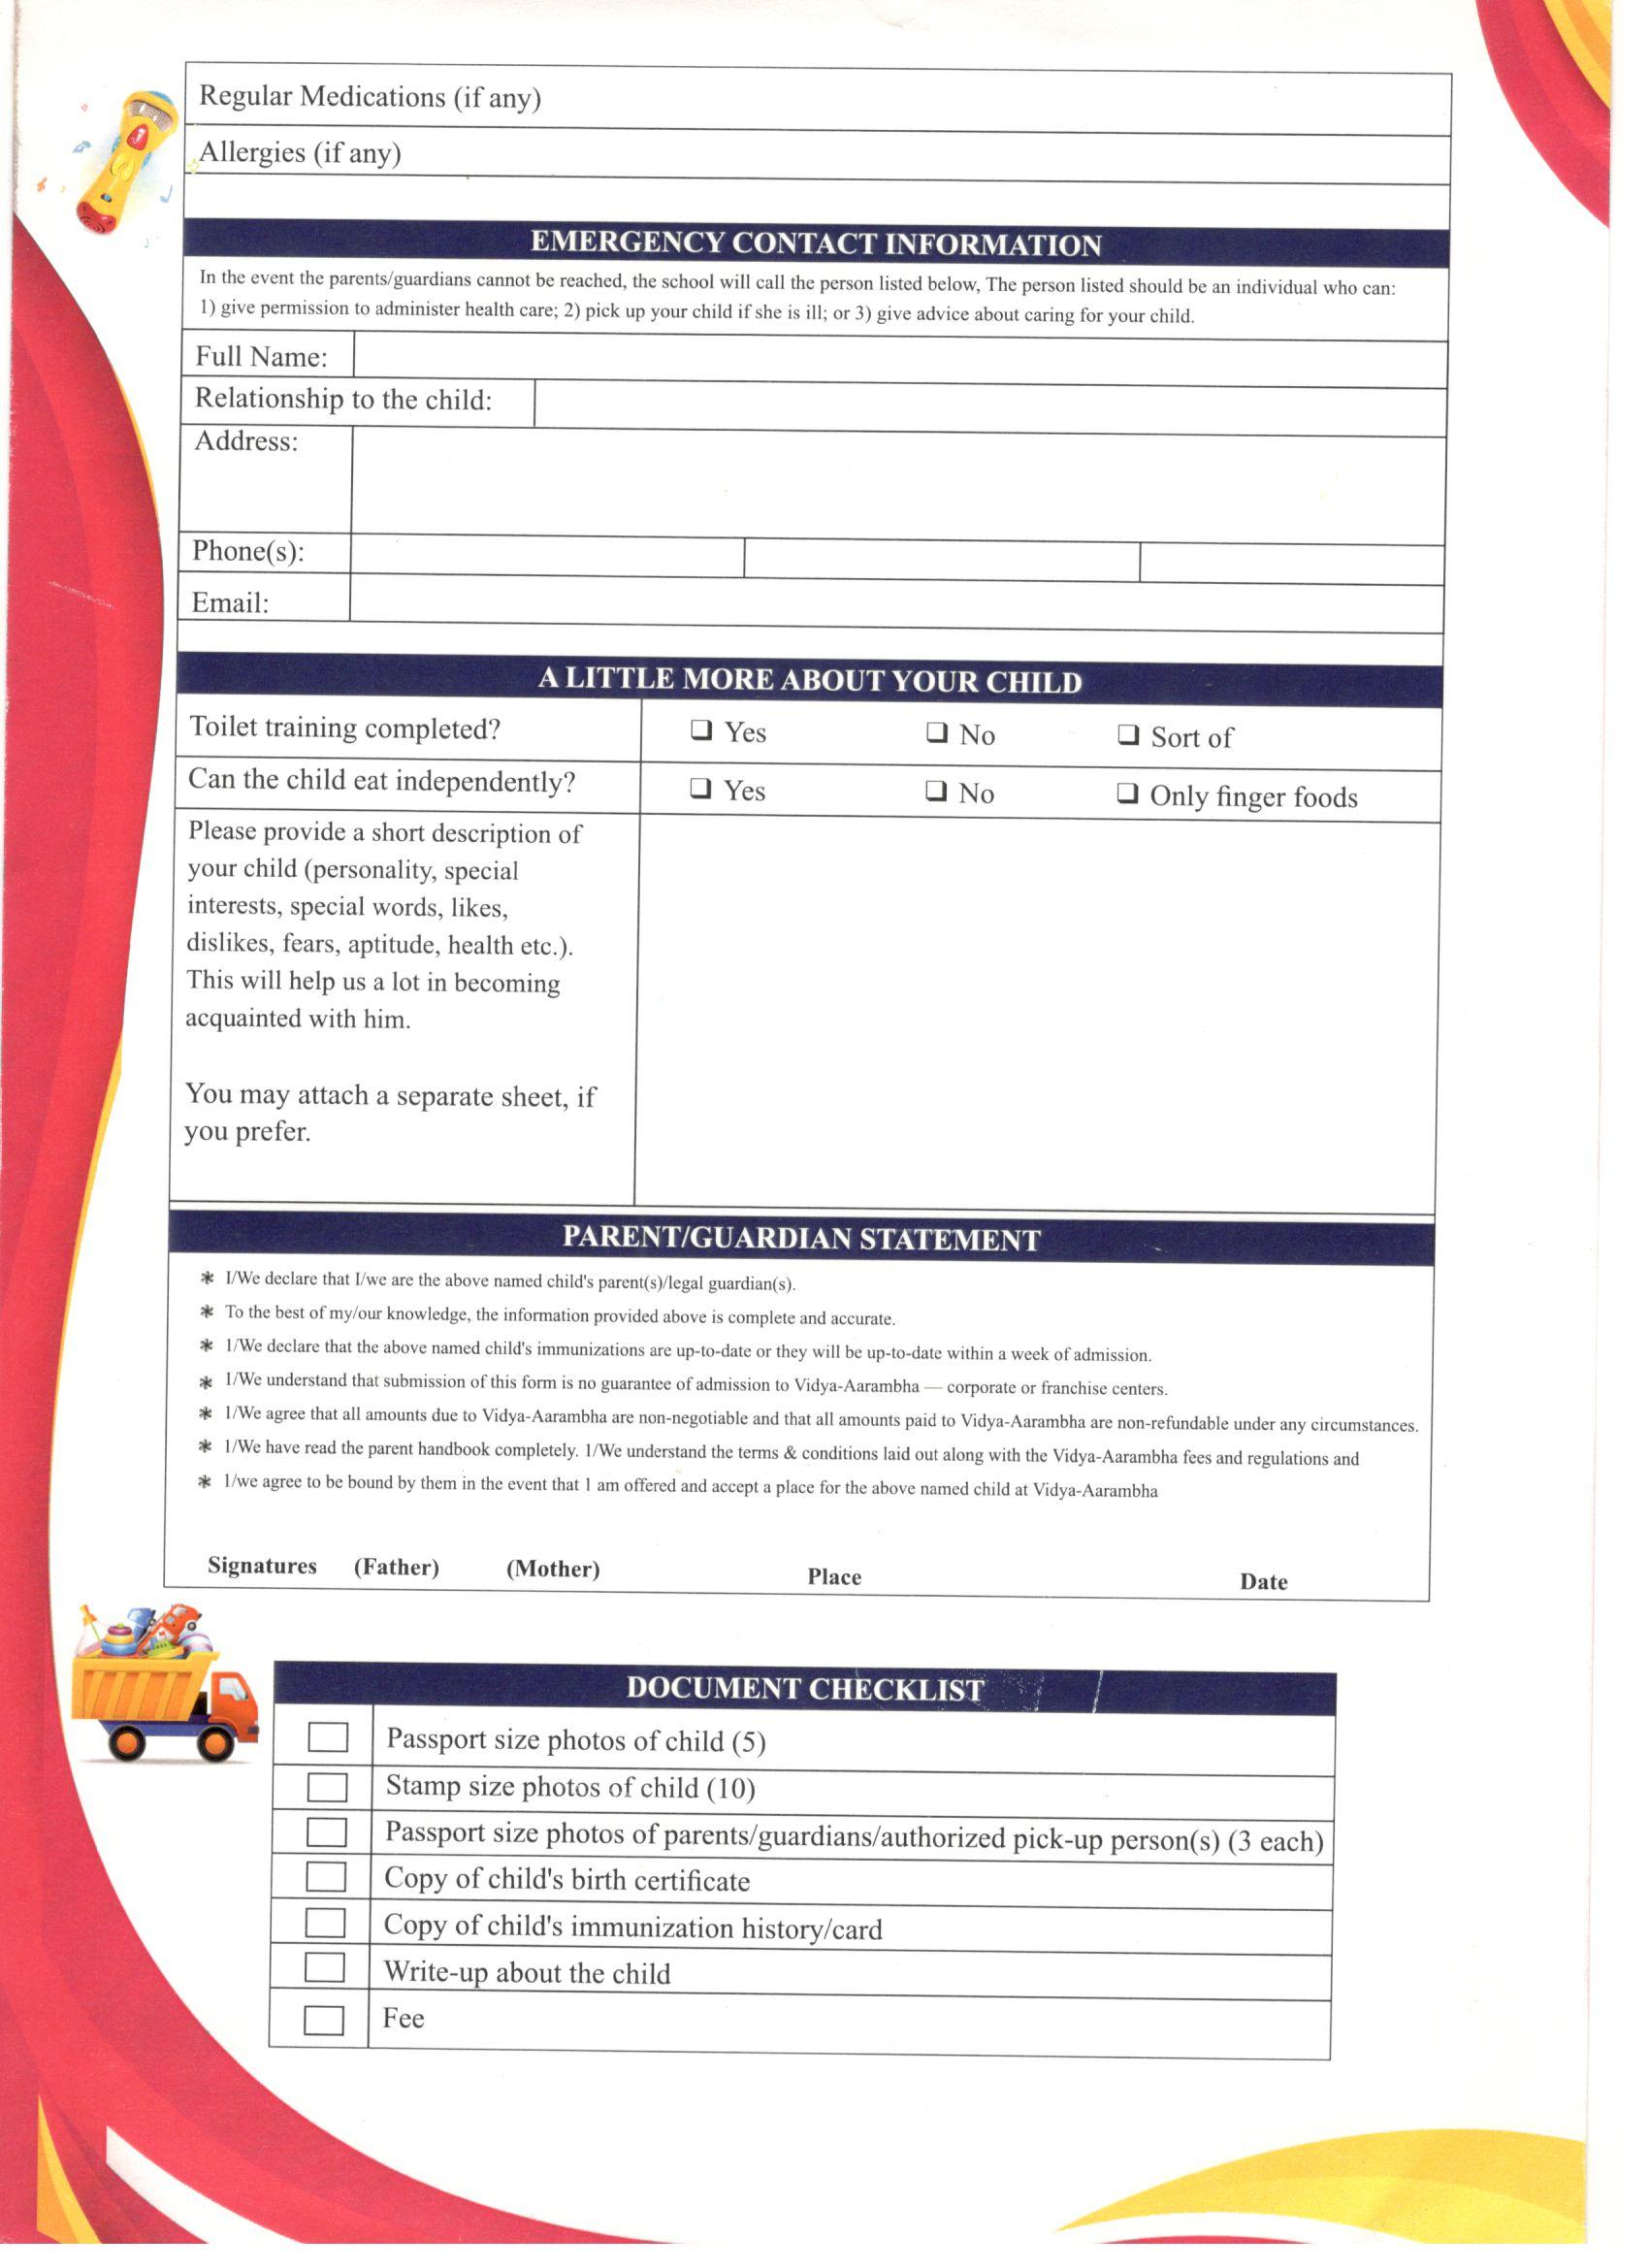 Regular Medications (if any)
Allergies (if any)
EMERGENCY CONTACT INFORMATION
In the event the parents/guardians cannot be reached, the school will call the person listed below, The person listed should be an individual who can:
1) give permission to administer health care; 2) pick up your child if she is ill; or 3) give advice about caring for your child.
Full Name:
Relationship to the child:
Address:
Phone(s):
Email:
A LITTLE MORE ABOUT YOUR CHILD
Toilet training completed? ❑ Yes ❑ No ❑ Sort of
Can the child eat independently? ❑ Yes ❑ No ❑ Only finger foods
Please provide a short description of
your child (personality, special
interests, special words, likes,
dislikes, fears, aptitude, health etc.).
This will help us a lot in becoming
acquainted with him.
You may attach a separate sheet, if
you prefer.
PARENT/GUARDIAN STATEMENT
* I/We declare that I/we are the above named child's parent(s)/legal guardian(s).
* To the best of my/our knowledge, the information provided above is complete and accurate.
* 1/We declare that the above named child's immunizations are up-to-date or they will be up-to-date within a week of admission.
* 1/We understand that submission of this form is no guarantee of admission to Vidya-Aarambha — corporate or franchise centers.
* 1/We agree that all amounts due to Vidya-Aarambha are non-negotiable and that all amounts paid to Vidya-Aarambha are non-refundable under any circumstances.
* 1/We have read the parent handbook completely. 1/We understand the terms & conditions laid out along with the Vidya-Aarambha fees and regulations and
* 1/we agree to be bound by them in the event that 1 am offered and accept a place for the above named child at Vidya-Aarambha
Signatures (Father) (Mother) Place Date
DOCUMENT CHECKLIST
Passport size photos of child (5)
Stamp size photos of child (10)
Passport size photos of parents/guardians/authorized pick-up person(s) (3 each)
Copy of child's birth certificate
Copy of child's immunization history/card
Write-up about the child
Fee